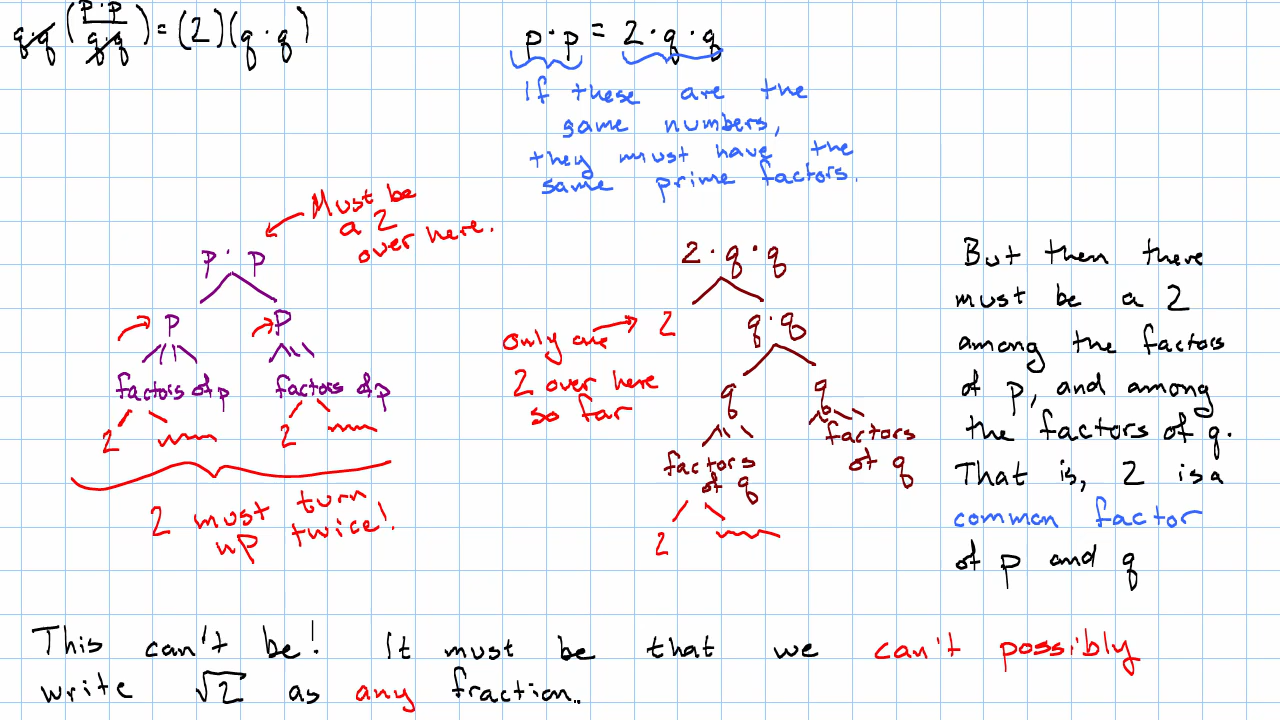 q·q (p·p / q·q) = (2)(q·q)
p·p = 2·q·q
If these are the
same numbers,
they must have the
same prime factors.
Must be
a 2
over here.
p·p
p p
factors of p factors of p
2 2
2 must turn
up twice!
2·q·q
Only one
2 over here
so far
2 q·q
q q
factors
of q
factors
of q
2
But then there
must be a 2
among the factors
of p, and among
the factors of q.
That is, 2 is a
common factor
of p and q
This can't be! It must be that we can't possibly
write √2 as any fraction..